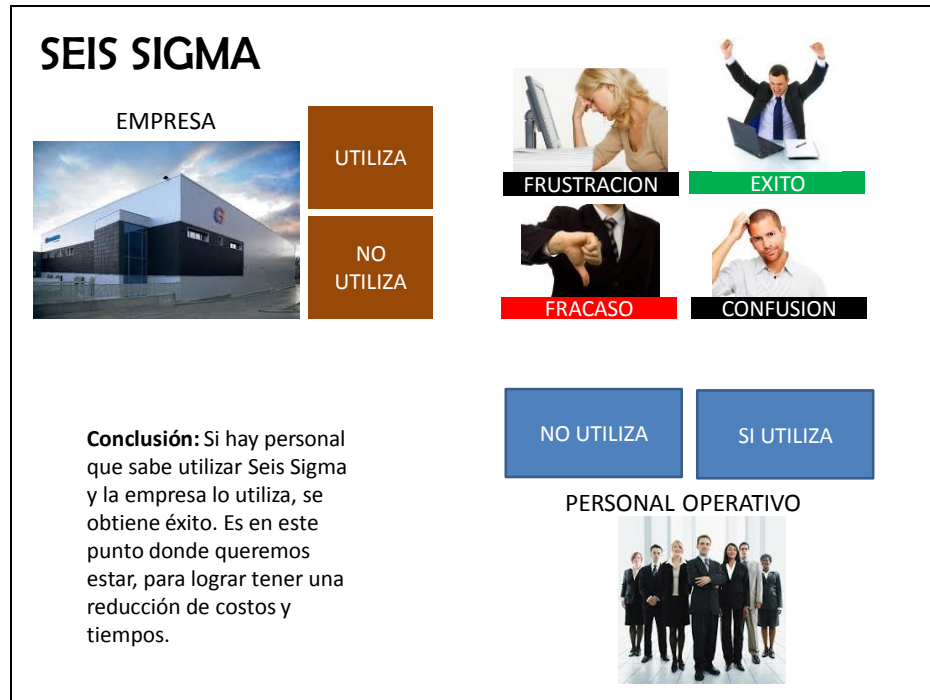 SEIS SIGMA
EMPRESA
UTILIZA
NO
UTILIZA
FRUSTRACION
EXITO
FRACASO
CONFUSION
NO UTILIZA
SI UTILIZA
PERSONAL OPERATIVO
Conclusión: Si hay personal
que sabe utilizar Seis Sigma
y la empresa lo utiliza, se
obtiene éxito. Es en este
punto donde queremos
estar, para lograr tener una
reducción de costos y
tiempos.